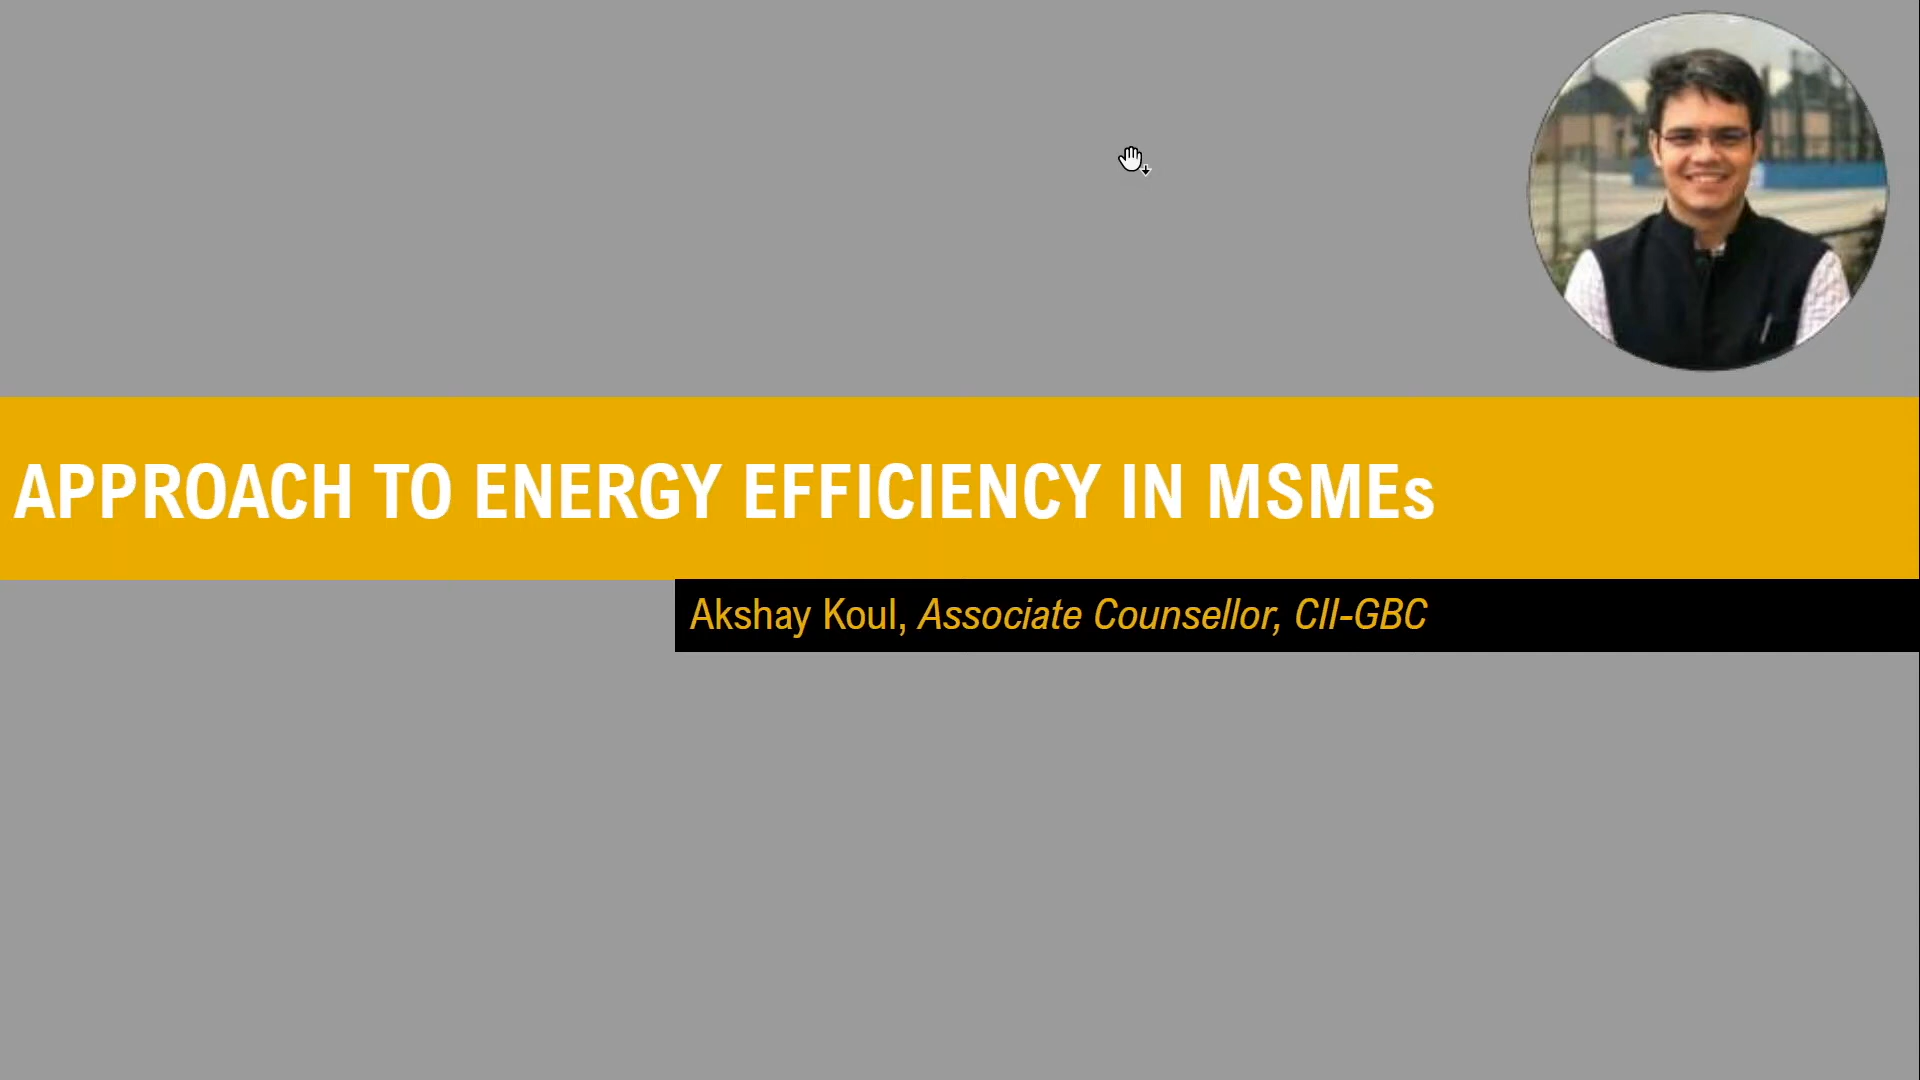 APPROACH TO ENERGY EFFICIENCY IN MSMEs
Akshay Koul, Associate Counsellor, CII-GBC